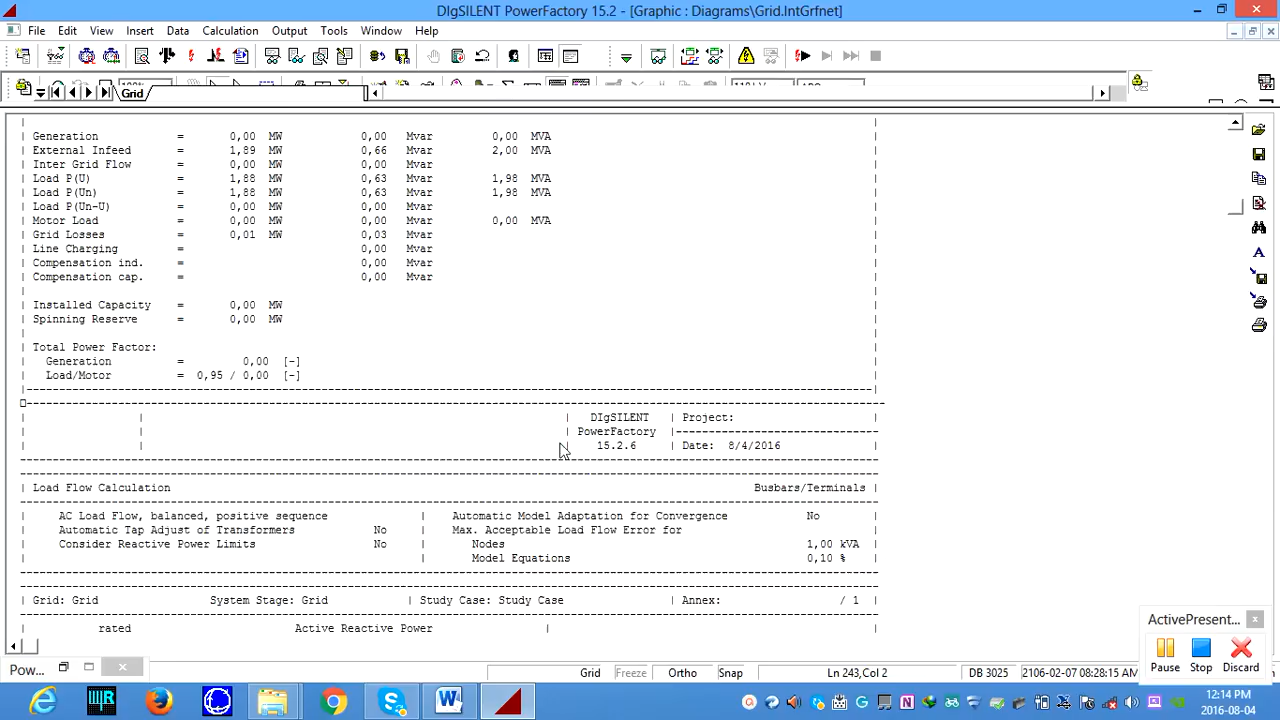 DIgSILENT PowerFactory 15.2 - [Graphic : Diagrams\Grid.IntGrfnet]
File Edit View Insert Data Calculation Output Tools Window Help
Grid
Generation = 0,00 MW 0,00 Mvar 0,00 MVA
External Infeed = 1,89 MW 0,66 Mvar 2,00 MVA
Inter Grid Flow = 0,00 MW 0,00 Mvar
Load P(U) = 1,88 MW 0,63 Mvar 1,98 MVA
Load P(Un) = 1,88 MW 0,63 Mvar 1,98 MVA
Load P(Un-U) = 0,00 MW 0,00 Mvar
Motor Load = 0,00 MW 0,00 Mvar 0,00 MVA
Grid Losses = 0,01 MW 0,03 Mvar
Line Charging = 0,00 Mvar
Compensation ind. = 0,00 Mvar
Compensation cap. = 0,00 Mvar
Installed Capacity = 0,00 MW
Spinning Reserve = 0,00 MW
Total Power Factor:
Generation = 0,00 [-]
Load/Motor = 0,95 / 0,00 [-]
| | | DIgSILENT | Project: |
| | | PowerFactory |
| | | 15.2.6 | Date: 8/4/2016 |
| Load Flow Calculation Busbars/Terminals |
| AC Load Flow, balanced, positive sequence | Automatic Model Adaptation for Convergence No |
| Automatic Tap Adjust of Transformers No | Max. Acceptable Load Flow Error for |
| Consider Reactive Power Limits No | Nodes 1,00 kVA |
| | Model Equations 0,10 % |
| Grid: Grid System Stage: Grid | Study Case: Study Case | Annex: / 1 |
| rated Active Reactive Power | |
ActivePresent... x
Pause Stop Discard
Pow...
Grid Freeze Ortho Snap Ln 243,Col 2 DB 3025 2106-02-07 08:28:15 AM
12:14 PM
2016-08-04